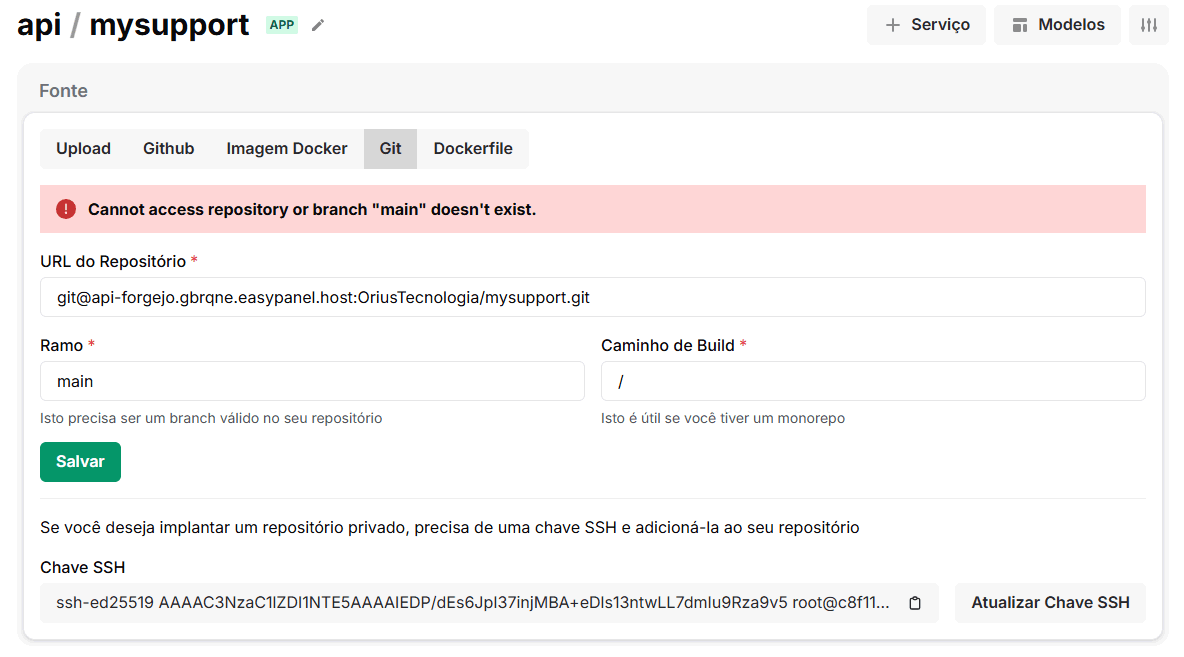 api / mysupport APP
Serviço
Modelos
Fonte
Upload Github Imagem Docker Git Dockerfile
Cannot access repository or branch "main" doesn't exist.
URL do Repositório *
git@api-forgejo.gbrqne.easypanel.host:OriusTecnologia/mysupport.git
Ramo *
Caminho de Build *
main
/
Isto precisa ser um branch válido no seu repositório
Isto é útil se você tiver um monorepo
Salvar
Se você deseja implantar um repositório privado, precisa de uma chave SSH e adicioná-la ao seu repositório
Chave SSH
ssh-ed25519 AAAAC3NzaC1lZDI1NTE5AAAAIEDP/dEs6JpI37injMBA+eDIs13ntwLL7dmIu9Rza9v5 root@c8f11...
Atualizar Chave SSH